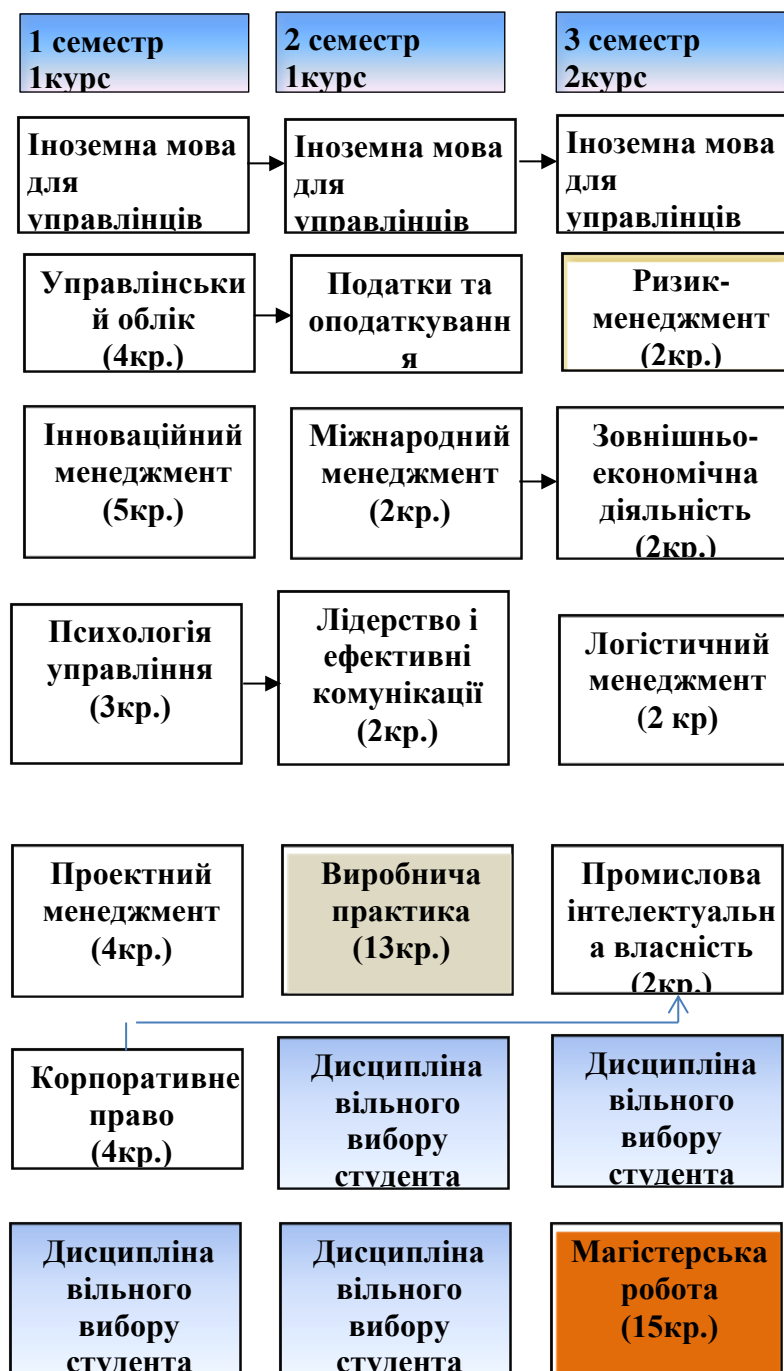 1 семестр
1курс
2 семестр
1курс
3 семестр
2курс
Іноземна мова
для
управлінців
Іноземна мова
для
управлінців
Іноземна мова
для
управлінців
Управлінськи
й облік
(4кр.)
Податки та
оподаткуванн
я
Ризик-
менеджмент
(2кр.)
Інноваційний
менеджмент
(5кр.)
Міжнародний
менеджмент
(2кр.)
Зовнішньо-
економічна
діяльність
(2кр.)
Психологія
управління
(3кр.)
Лідерство і
ефективні
комунікації
(2кр.)
Логістичний
менеджмент
(2 кр)
Проектний
менеджмент
(4кр.)
Виробнича
практика
(13кр.)
Промислова
інтелектуальн
а власність
(2кр.)
Корпоративне
право
(4кр.)
Дисципліна
вільного
вибору
студента
Дисципліна
вільного
вибору
студента
Дисципліна
вільного
вибору
студента
Дисципліна
вільного
вибору
студента
Магістерська
робота
(15кр.)